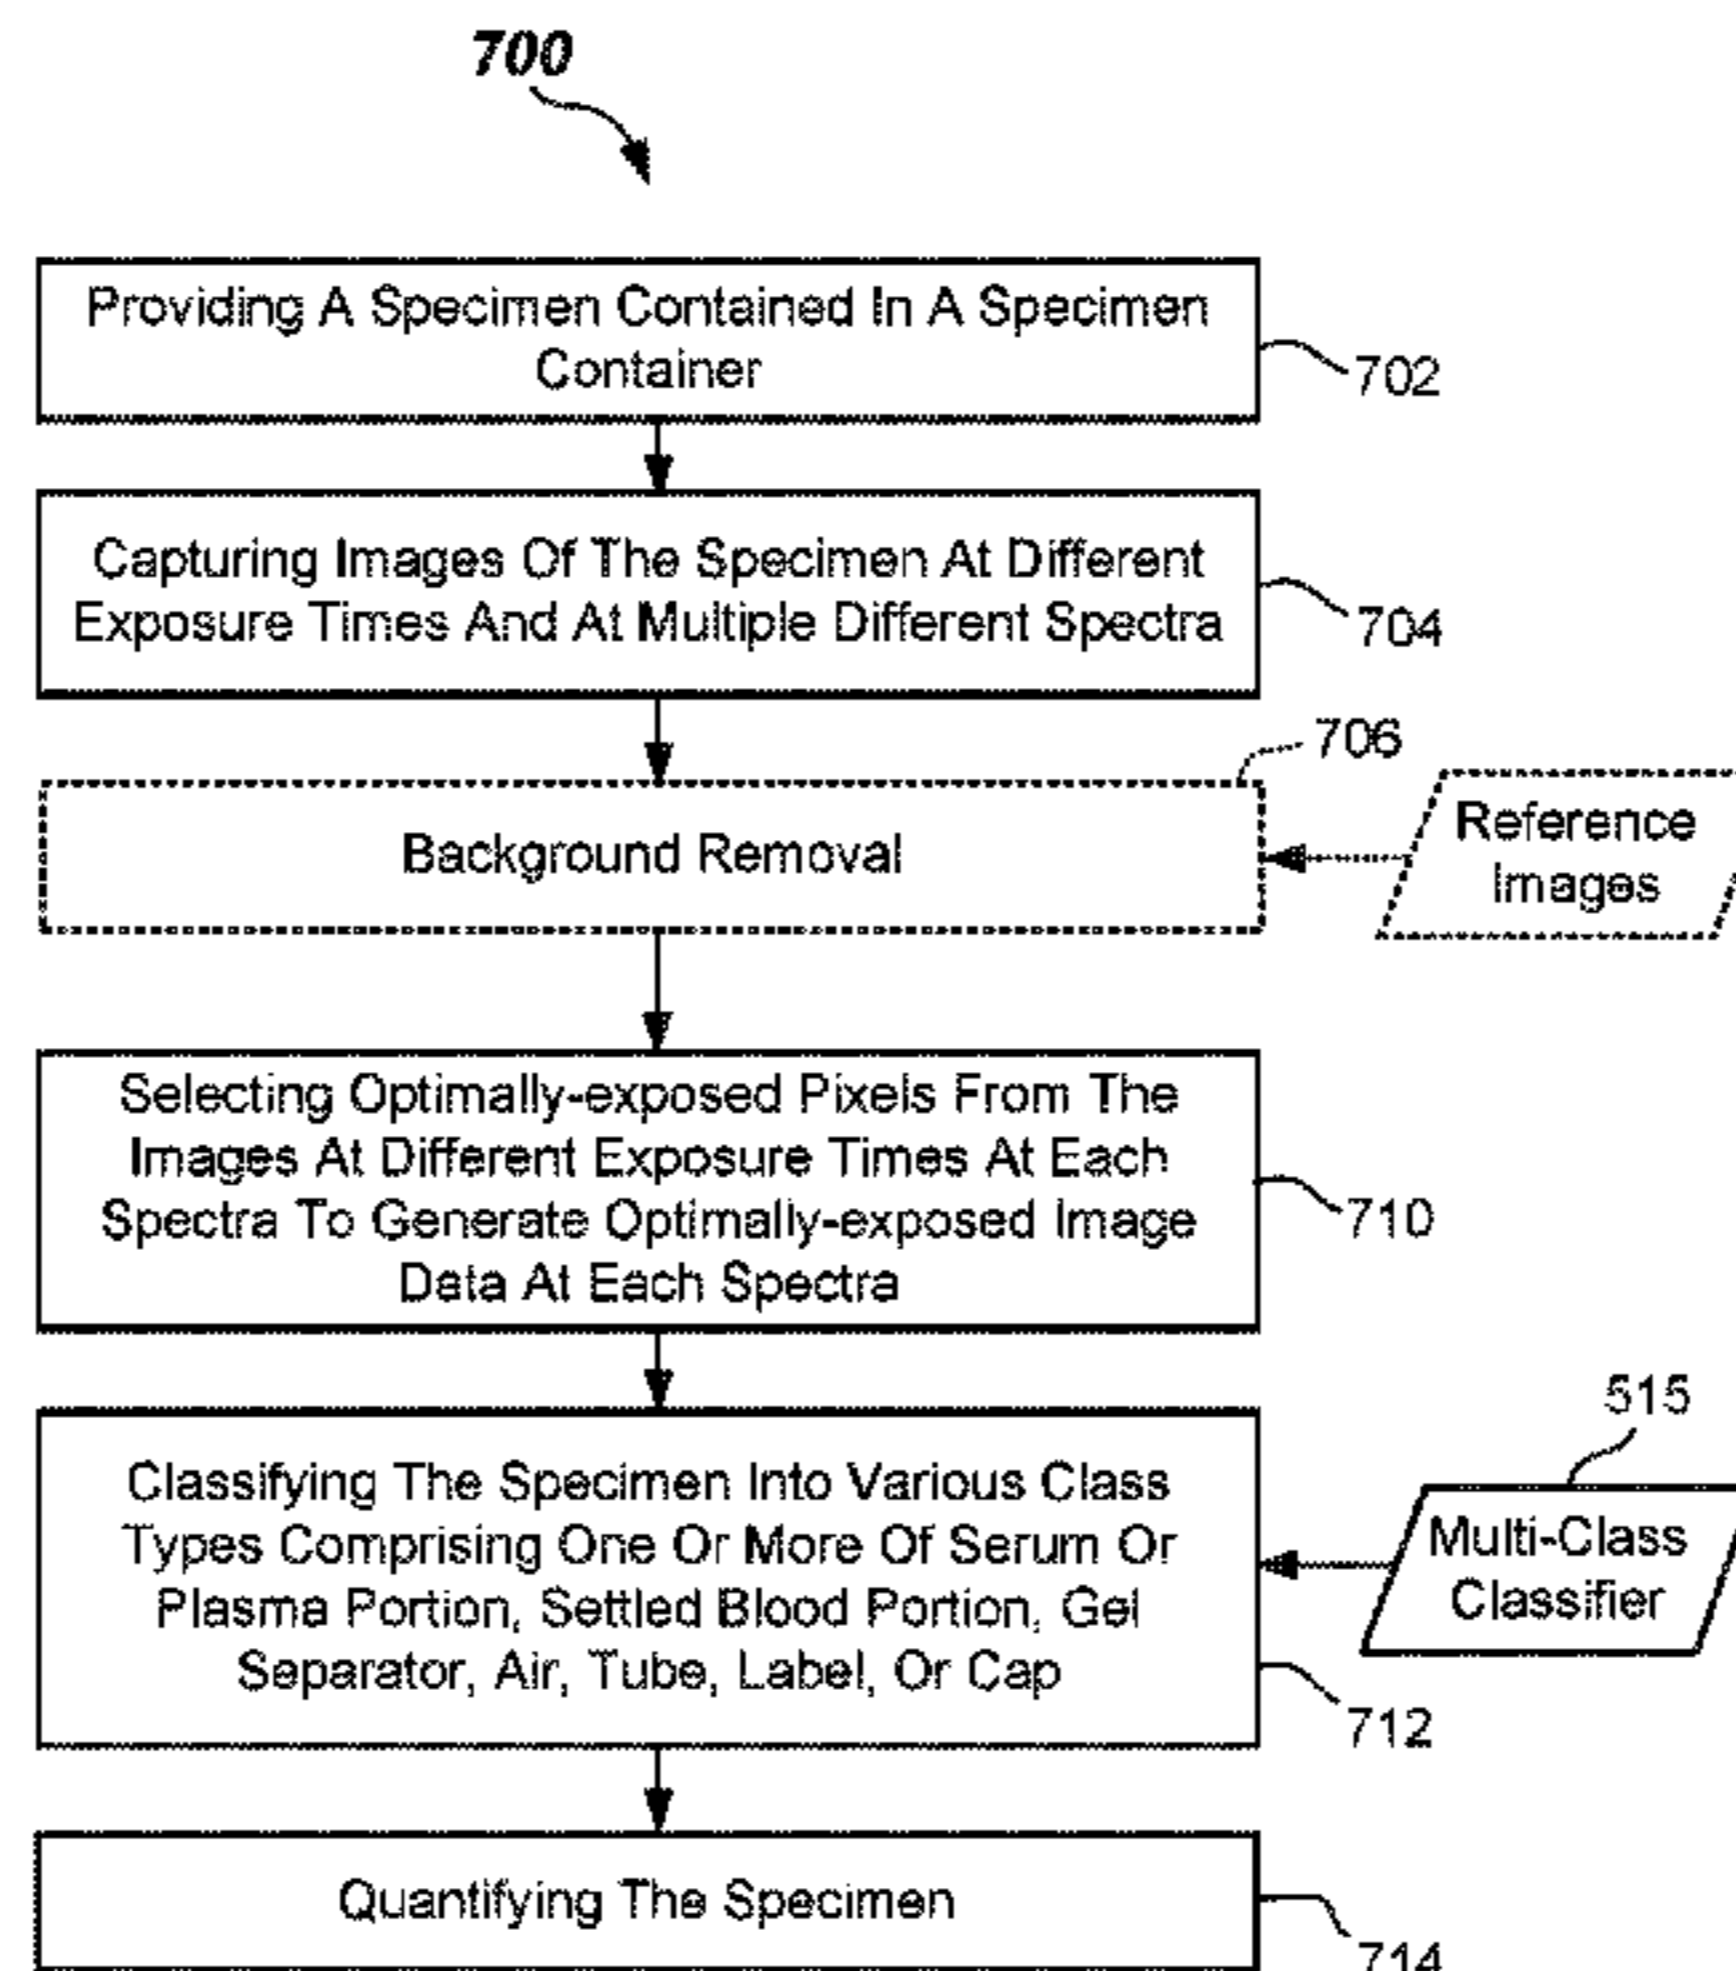 700
Providing A Specimen Contained In A Specimen
Container
702
Capturing Images Of The Specimen At Different
Exposure Times And At Multiple Different Spectra
704
706
Background Removal
Reference
Images
Selecting Optimally-exposed Pixels From The
Images At Different Exposure Times At Each
Spectra To Generate Optimally-exposed Image
Data At Each Spectra
710
515
Classifying The Specimen Into Various Class
Types Comprising One Or More Of Serum Or
Plasma Portion, Settled Blood Portion, Gel
Separator, Air, Tube, Label, Or Cap
Multi-Class
Classifier
712
Quantifying The Specimen
714